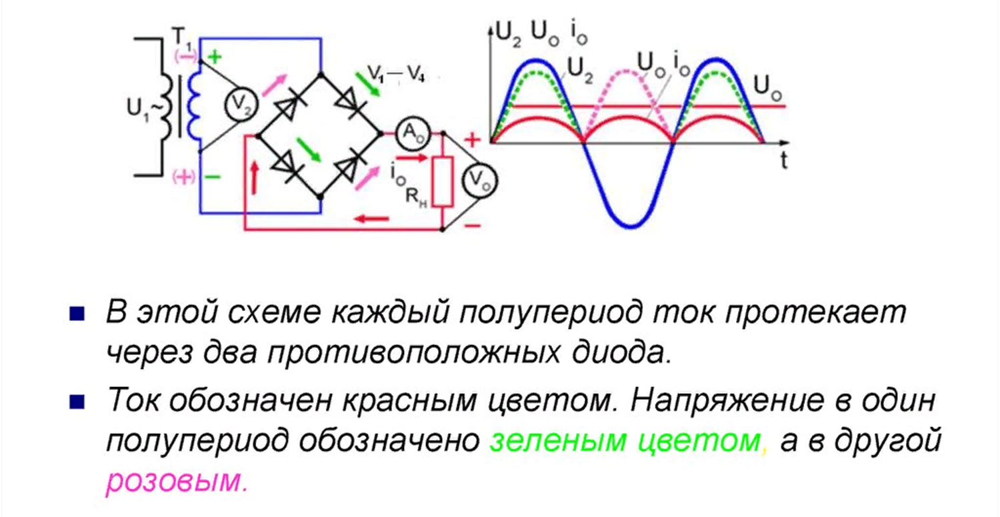 T₁
(–) +
U₁~
V₂
(+) –
V₁—V₄
A₀
+
i₀
Rн
V₀
–
U₂ U₀ i₀
U₂
U₀ i₀
U₀
t
В этой схеме каждый полупериод ток протекает
через два противоположных диода.
Ток обозначен красным цветом. Напряжение в один
полупериод обозначено зеленым цветом, а в другой
розовым.